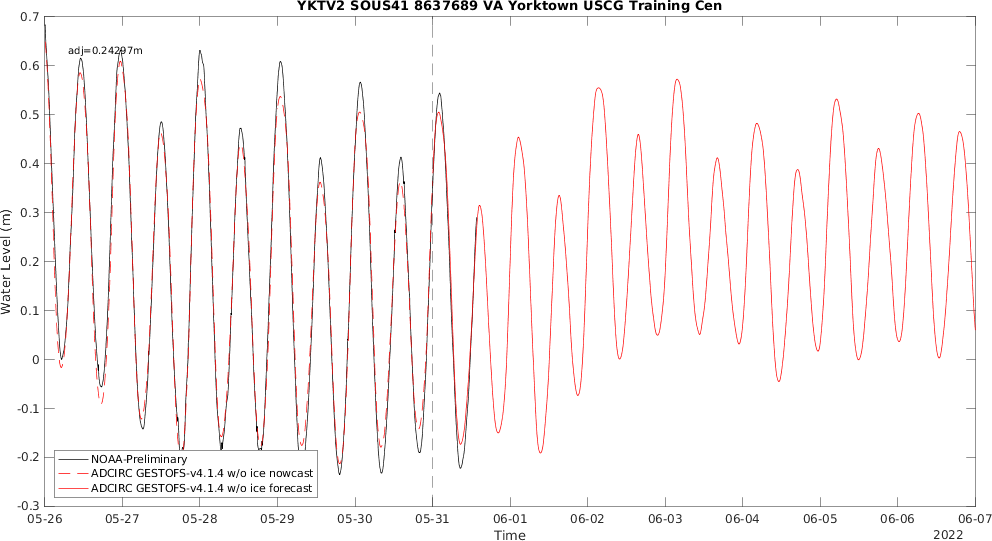 YKTV2 SOUS41 8637689 VA Yorktown USCG Training Cen
adj=0.24297m
0.7
0.6
0.5
0.4
0.3
0.2
0.1
0
-0.1
-0.2
-0.3
Water Level (m)
NOAA-Preliminary
ADCIRC GESTOFS-v4.1.4 w/o ice nowcast
ADCIRC GESTOFS-v4.1.4 w/o ice forecast
05-26 05-27 05-28 05-29 05-30 05-31 06-01 06-02 06-03 06-04 06-05 06-06 06-07
Time
2022